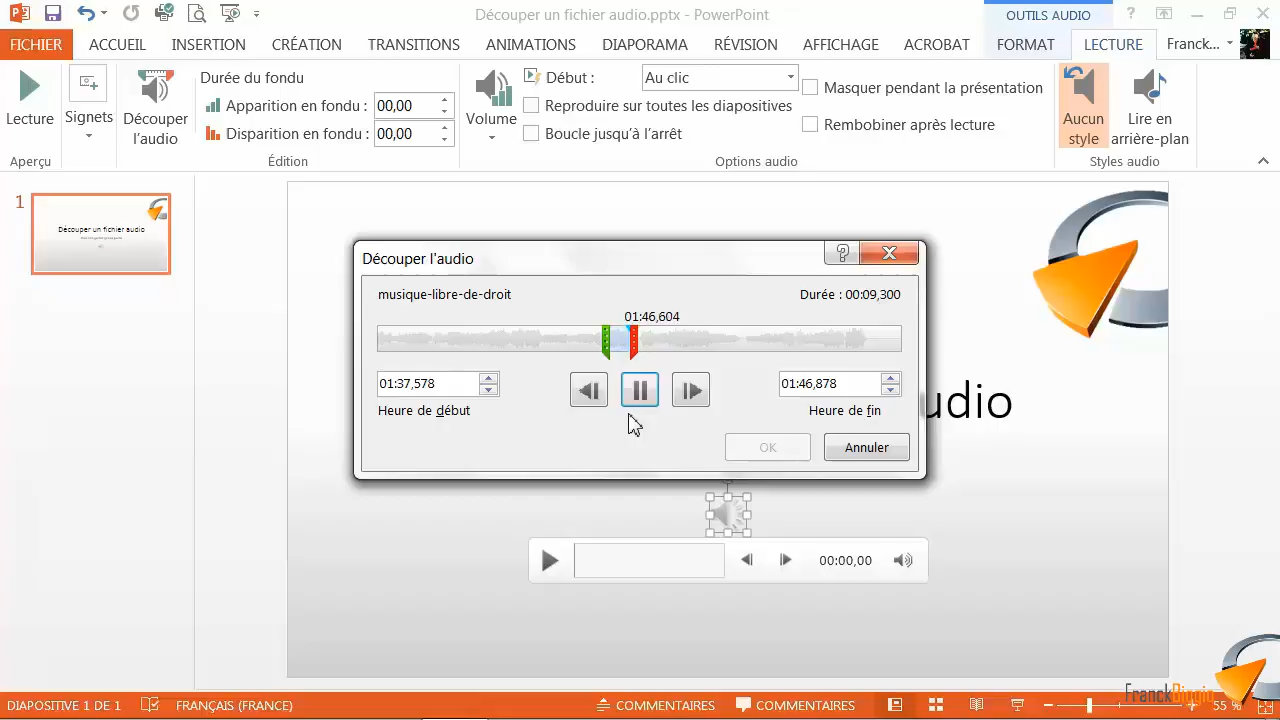 Découper un fichier audio.pptx - PowerPoint
OUTILS AUDIO
FICHIER ACCUEIL INSERTION CRÉATION TRANSITIONS ANIMATIONS DIAPORAMA RÉVISION AFFICHAGE ACROBAT FORMAT LECTURE Franck...
Lecture
Signets
Découper l'audio
Durée du fondu
Apparition en fondu : 00,00
Disparition en fondu : 00,00
Volume
Début : Au clic
Reproduire sur toutes les diapositives
Boucle jusqu'à l'arrêt
Masquer pendant la présentation
Rembobiner après lecture
Aucun style
Lire en arrière-plan
Aperçu Édition Options audio Styles audio
1
Découper un fichier audio
Découper l'audio
musique-libre-de-droit Durée : 00:09,300
01:46,604
01:37,578 01:46,878
Heure de début Heure de fin
OK Annuler
udio
00:00,00
FranckBiggio
DIAPOSITIVE 1 DE 1 FRANÇAIS (FRANCE) COMMENTAIRES COMMENTAIRES 55 %